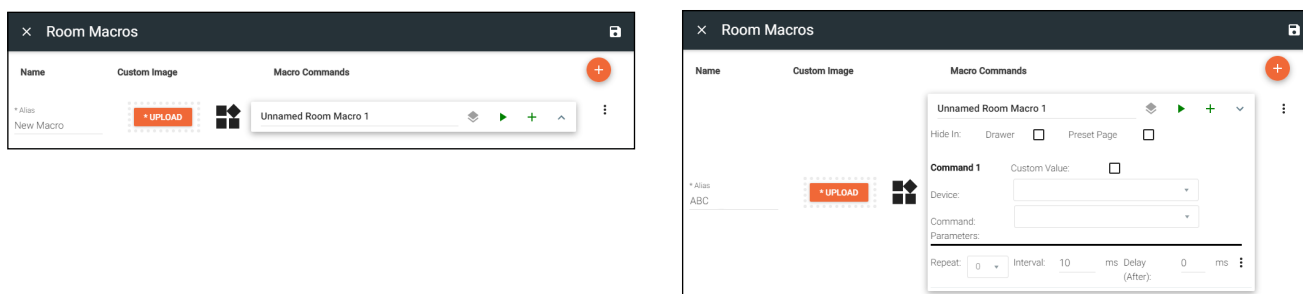 Room Macros
Name Custom Image Macro Commands
* Alias
New Macro
* UPLOAD
Unnamed Room Macro 1
Room Macros
Name Custom Image Macro Commands
Unnamed Room Macro 1
Hide In: Drawer Preset Page
Command 1 Custom Value:
* Alias
ABC
* UPLOAD
Device:
Command:
Parameters:
Repeat: 0 Interval: 10 ms Delay (After): 0 ms